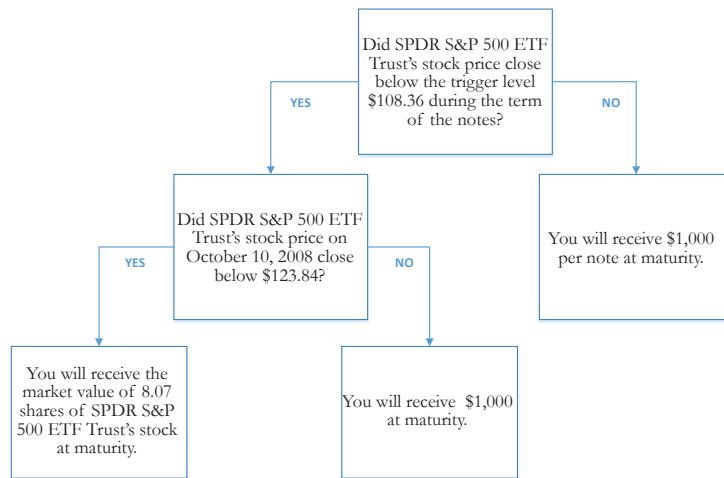 Did SPDR S&P 500 ETF
Trust's stock price close
below the trigger level
$108.36 during the term
of the notes?
YES
NO
Did SPDR S&P 500 ETF
Trust's stock price on
October 10, 2008 close
below $123.84?
You will receive $1,000
per note at maturity.
YES
NO
You will receive the
market value of 8.07
shares of SPDR S&P
500 ETF Trust's stock
at maturity.
You will receive $1,000
at maturity.